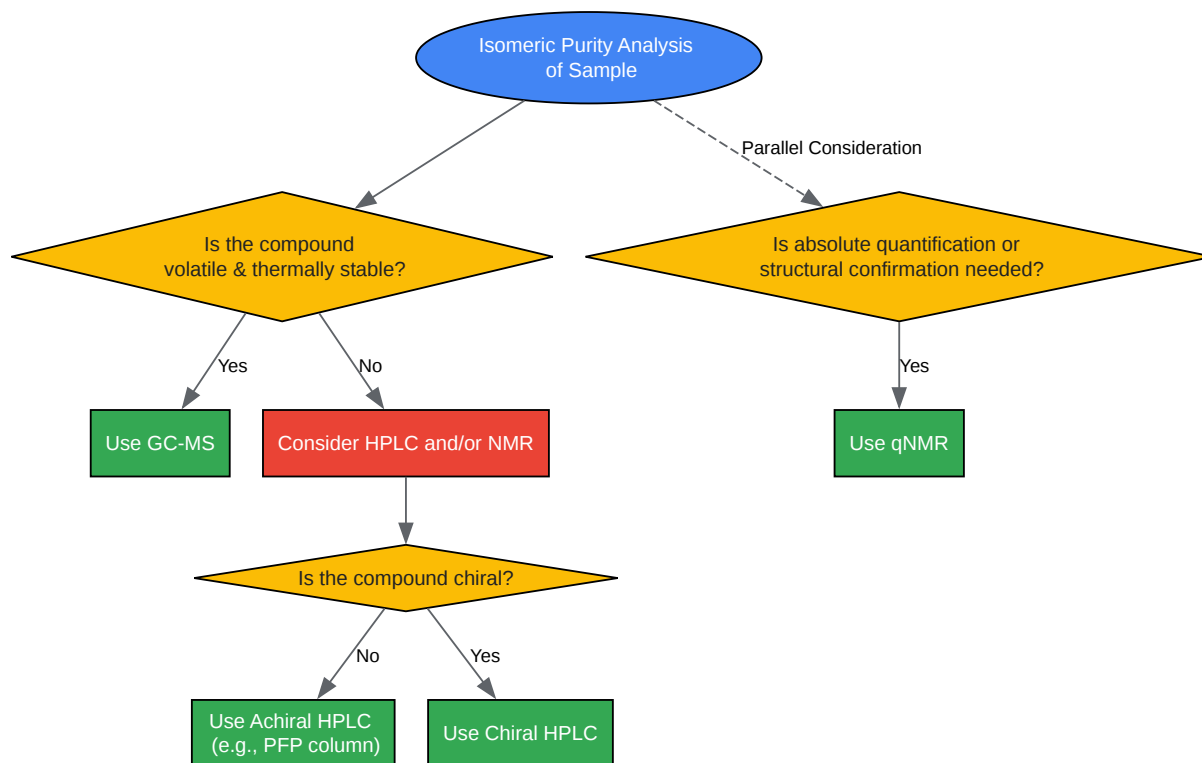 Isomeric Purity Analysis
of Sample
Parallel Consideration
Is the compound
volatile & thermally stable?
Is absolute quantification or
structural confirmation needed?
Yes
No
Yes
Use GC-MS
Consider HPLC and/or NMR
Use qNMR
Is the compound chiral?
No
Yes
Use Achiral HPLC
(e.g., PFP column)
Use Chiral HPLC